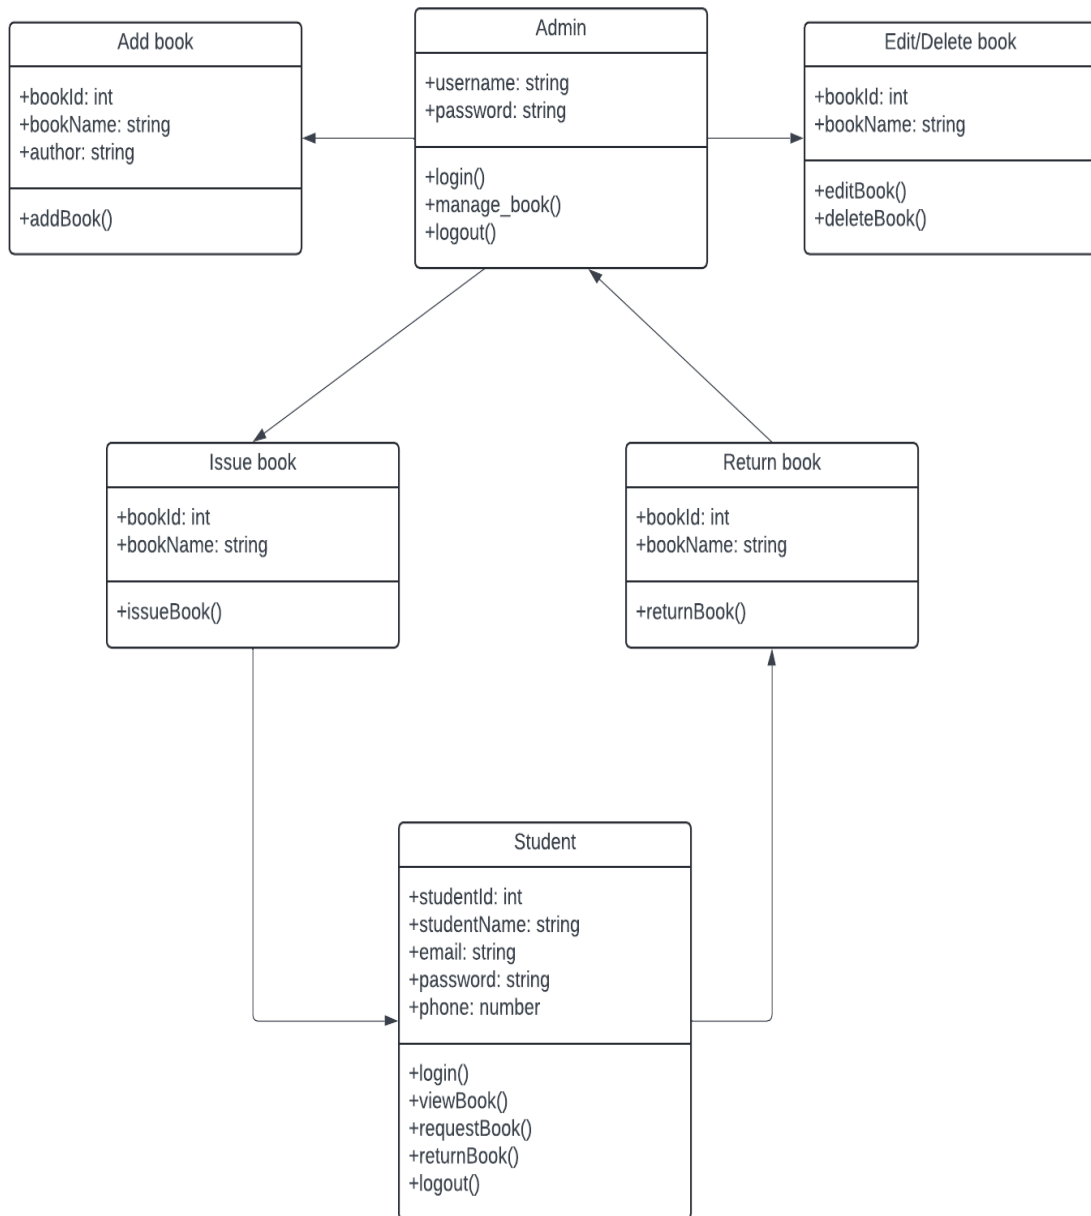 Add book
+bookId: int
+bookName: string
+author: string
+addBook()
Admin
+username: string
+password: string
+login()
+manage_book()
+logout()
Edit/Delete book
+bookId: int
+bookName: string
+editBook()
+deleteBook()
Issue book
+bookId: int
+bookName: string
+issueBook()
Return book
+bookId: int
+bookName: string
+returnBook()
Student
+studentId: int
+studentName: string
+email: string
+password: string
+phone: number
+login()
+viewBook()
+requestBook()
+returnBook()
+logout()